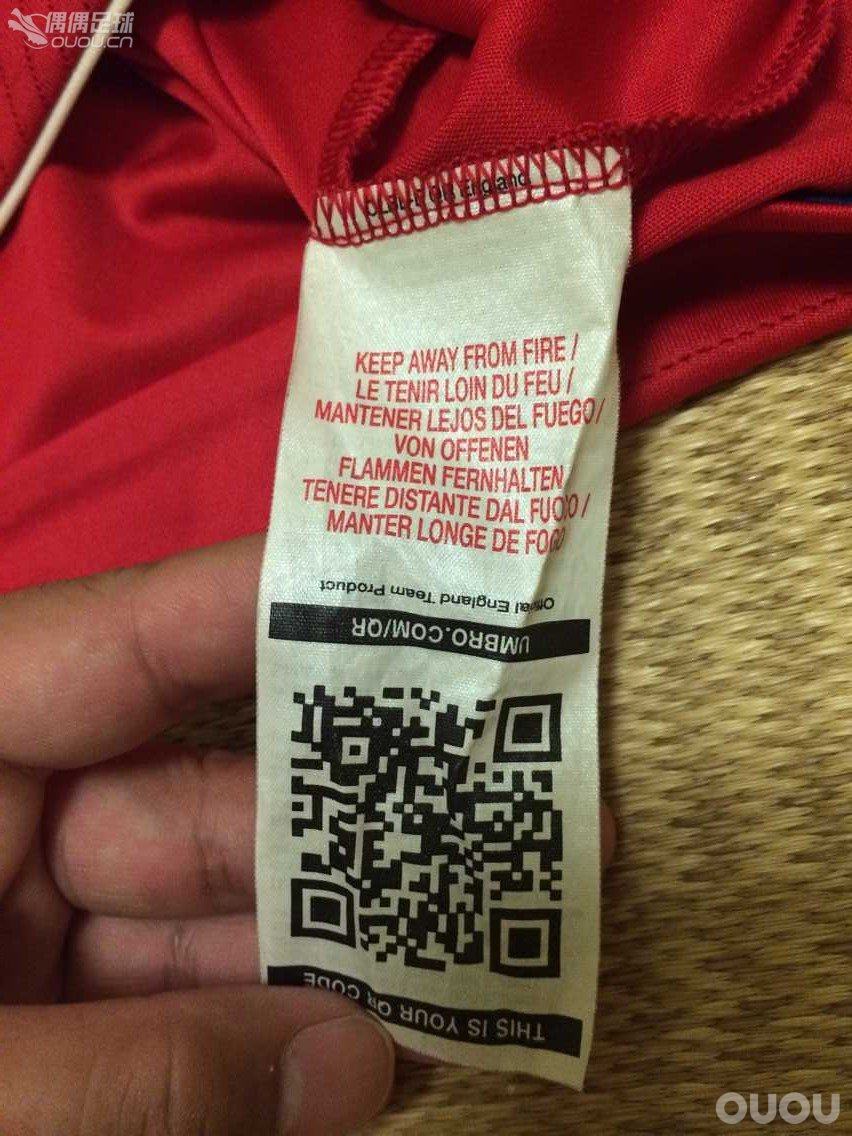 偶偶足球
OUOU.CN
England
KEEP AWAY FROM FIRE /
LE TENIR LOIN DU FEU /
MANTENER LEJOS DEL FUEGO/
VON OFFENEN
FLAMMEN FERNHALTEN
TENERE DISTANTE DAL FUOCO /
MANTER LONGE DE FOGO
Official England Team Product
UMBRO.COM/QR
THIS IS YOUR QR CODE
OUOU